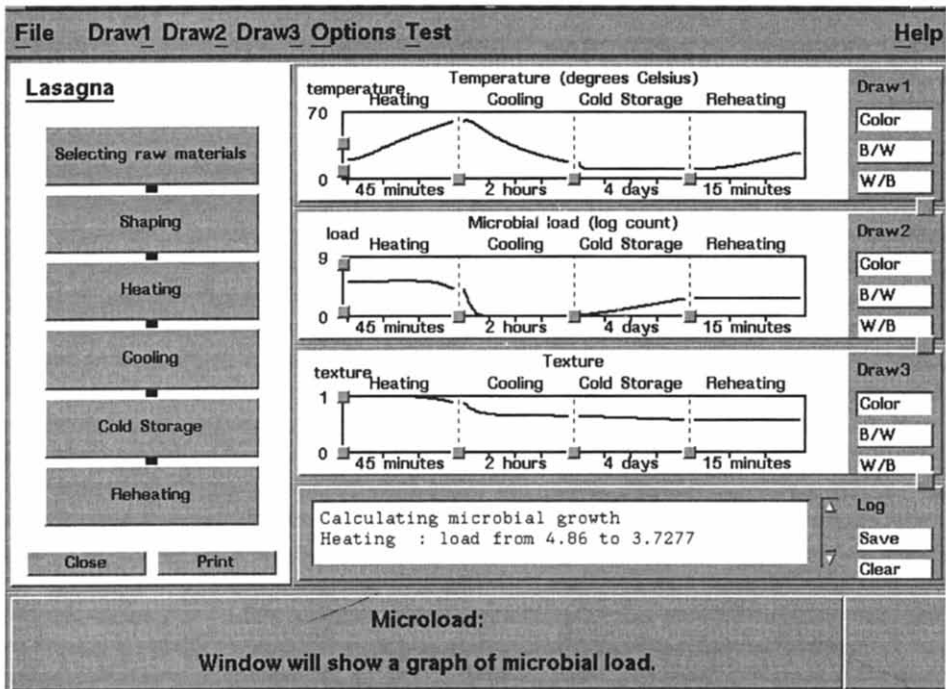 File Draw1 Draw2 Draw3 Options Test Help
Lasagna
Selecting raw materials
Shaping
Heating
Cooling
Cold Storage
Reheating
Close Print
Temperature (degrees Celsius)
temperature
Heating Cooling Cold Storage Reheating
70
0
45 minutes 2 hours 4 days 15 minutes
Draw1
Color
B/W
W/B
Microbial load (log count)
load
Heating Cooling Cold Storage Reheating
9
0
45 minutes 2 hours 4 days 15 minutes
Draw2
Color
B/W
W/B
Texture
texture
Heating Cooling Cold Storage Reheating
1
0
45 minutes 2 hours 4 days 15 minutes
Draw3
Color
B/W
W/B
Calculating microbial growth
Heating : load from 4.86 to 3.7277
Log
Save
Clear
Microload:
Window will show a graph of microbial load.